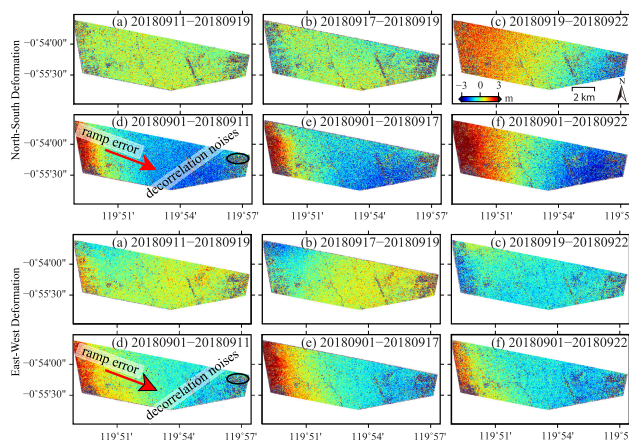 (a) 20180911−20180919
(b) 20180917−20180919
(c) 20180919−20180922
−0°54′00″
−0°55′30″
−3 0 3
m
2 km
N
North-South Deformation
(d) 20180901−20180911
(e) 20180901−20180917
(f) 20180901−20180922
ramp error
decorrelation noises
−0°54′00″
−0°55′30″
119°51′ 119°54′ 119°57′ 119°51′ 119°54′ 119°57′ 119°51′ 119°54′ 119°57′
(a) 20180911−20180919
(b) 20180917−20180919
(c) 20180919−20180922
−0°54′00″
−0°55′30″
East-West Deformation
(d) 20180901−20180911
(e) 20180901−20180917
(f) 20180901−20180922
ramp error
decorrelation noises
−0°54′00″
−0°55′30″
119°51′ 119°54′ 119°57′ 119°51′ 119°54′ 119°57′ 119°51′ 119°54′ 119°57′